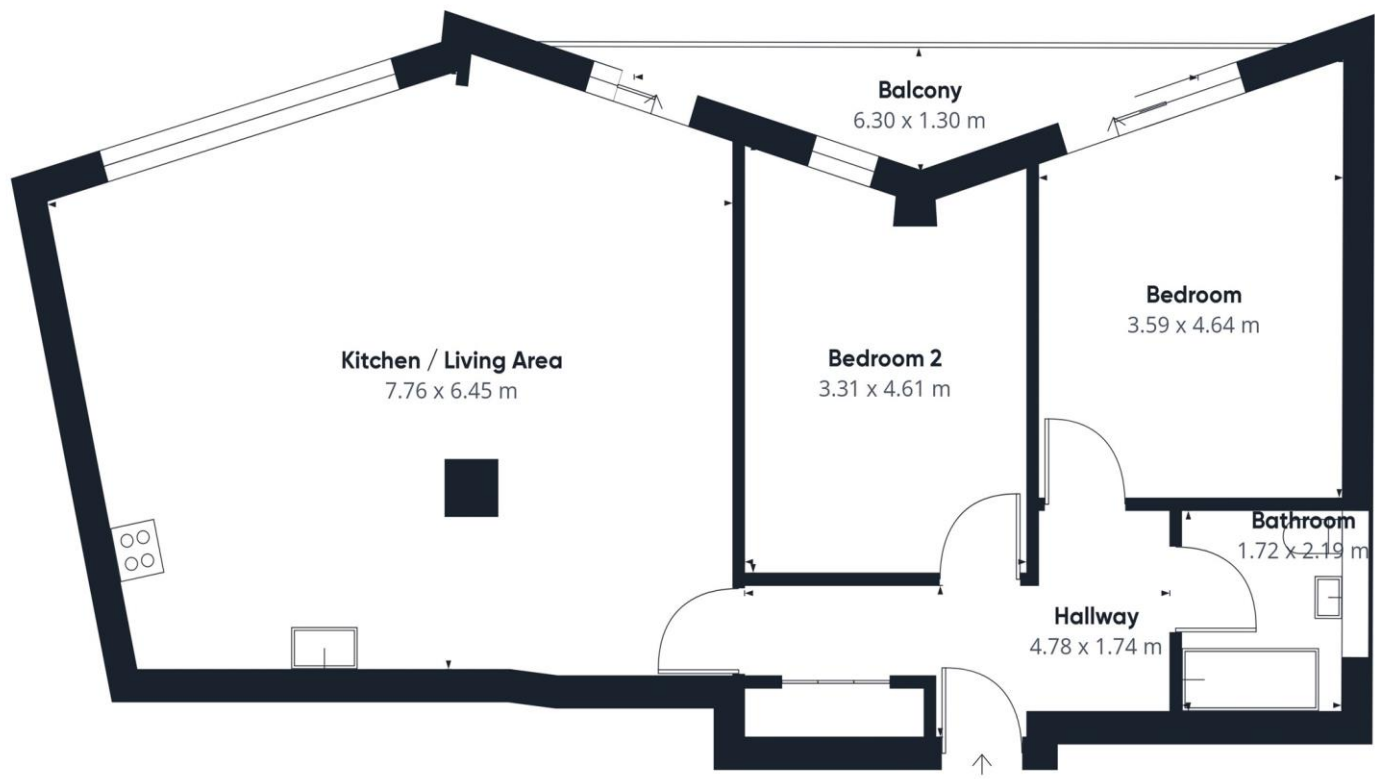 Balcony
6.30 x 1.30 m
Bedroom
3.59 x 4.64 m
Kitchen / Living Area
7.76 x 6.45 m
Bedroom 2
3.31 x 4.61 m
Bathroom
1.72 x 2.19 m
Hallway
4.78 x 1.74 m